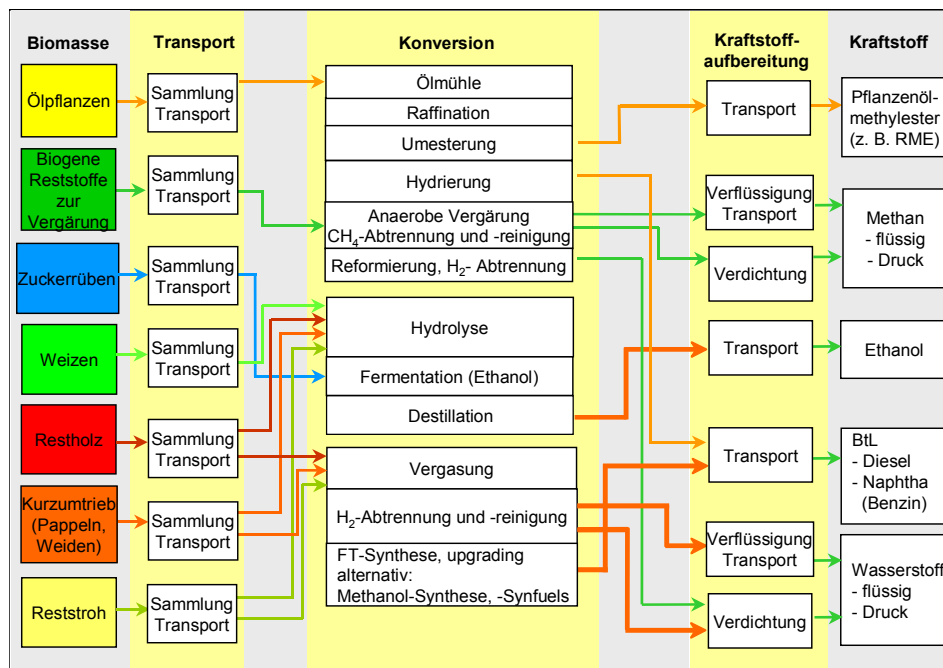 Biomasse
Transport
Konversion
Kraftstoff-
aufbereitung
Kraftstoff
Ölpflanzen
Biogene
Reststoffe
zur
Vergärung
Zuckerrüben
Weizen
Restholz
Kurzumtrieb
(Pappeln,
Weiden)
Reststroh
Sammlung
Transport
Sammlung
Transport
Sammlung
Transport
Sammlung
Transport
Sammlung
Transport
Sammlung
Transport
Sammlung
Transport
Ölmühle
Raffination
Umesterung
Hydrierung
Anaerobe Vergärung
CH₄-Abtrennung und -reinigung
Reformierung, H₂- Abtrennung
Hydrolyse
Fermentation (Ethanol)
Destillation
Vergasung
H₂-Abtrennung und -reinigung
FT-Synthese, upgrading
alternativ:
Methanol-Synthese, -Synfuels
Transport
Verflüssigung
Transport
Verdichtung
Transport
Transport
Verflüssigung
Transport
Verdichtung
Pflanzenöl-
methylester
(z. B. RME)
Methan
- flüssig
- Druck
Ethanol
BtL
- Diesel
- Naphtha
(Benzin)
Wasserstoff
- flüssig
- Druck